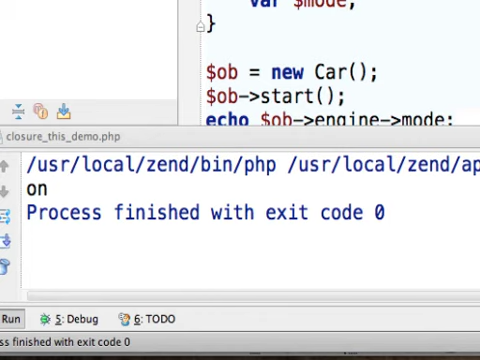 var $mode;
}
$ob = new Car();
$ob->start();
echo $ob->engine->mode;
closure_this_demo.php
/usr/local/zend/bin/php /usr/local/zend/ap
on
Process finished with exit code 0
Run 5: Debug 6: TODO
ss finished with exit code 0